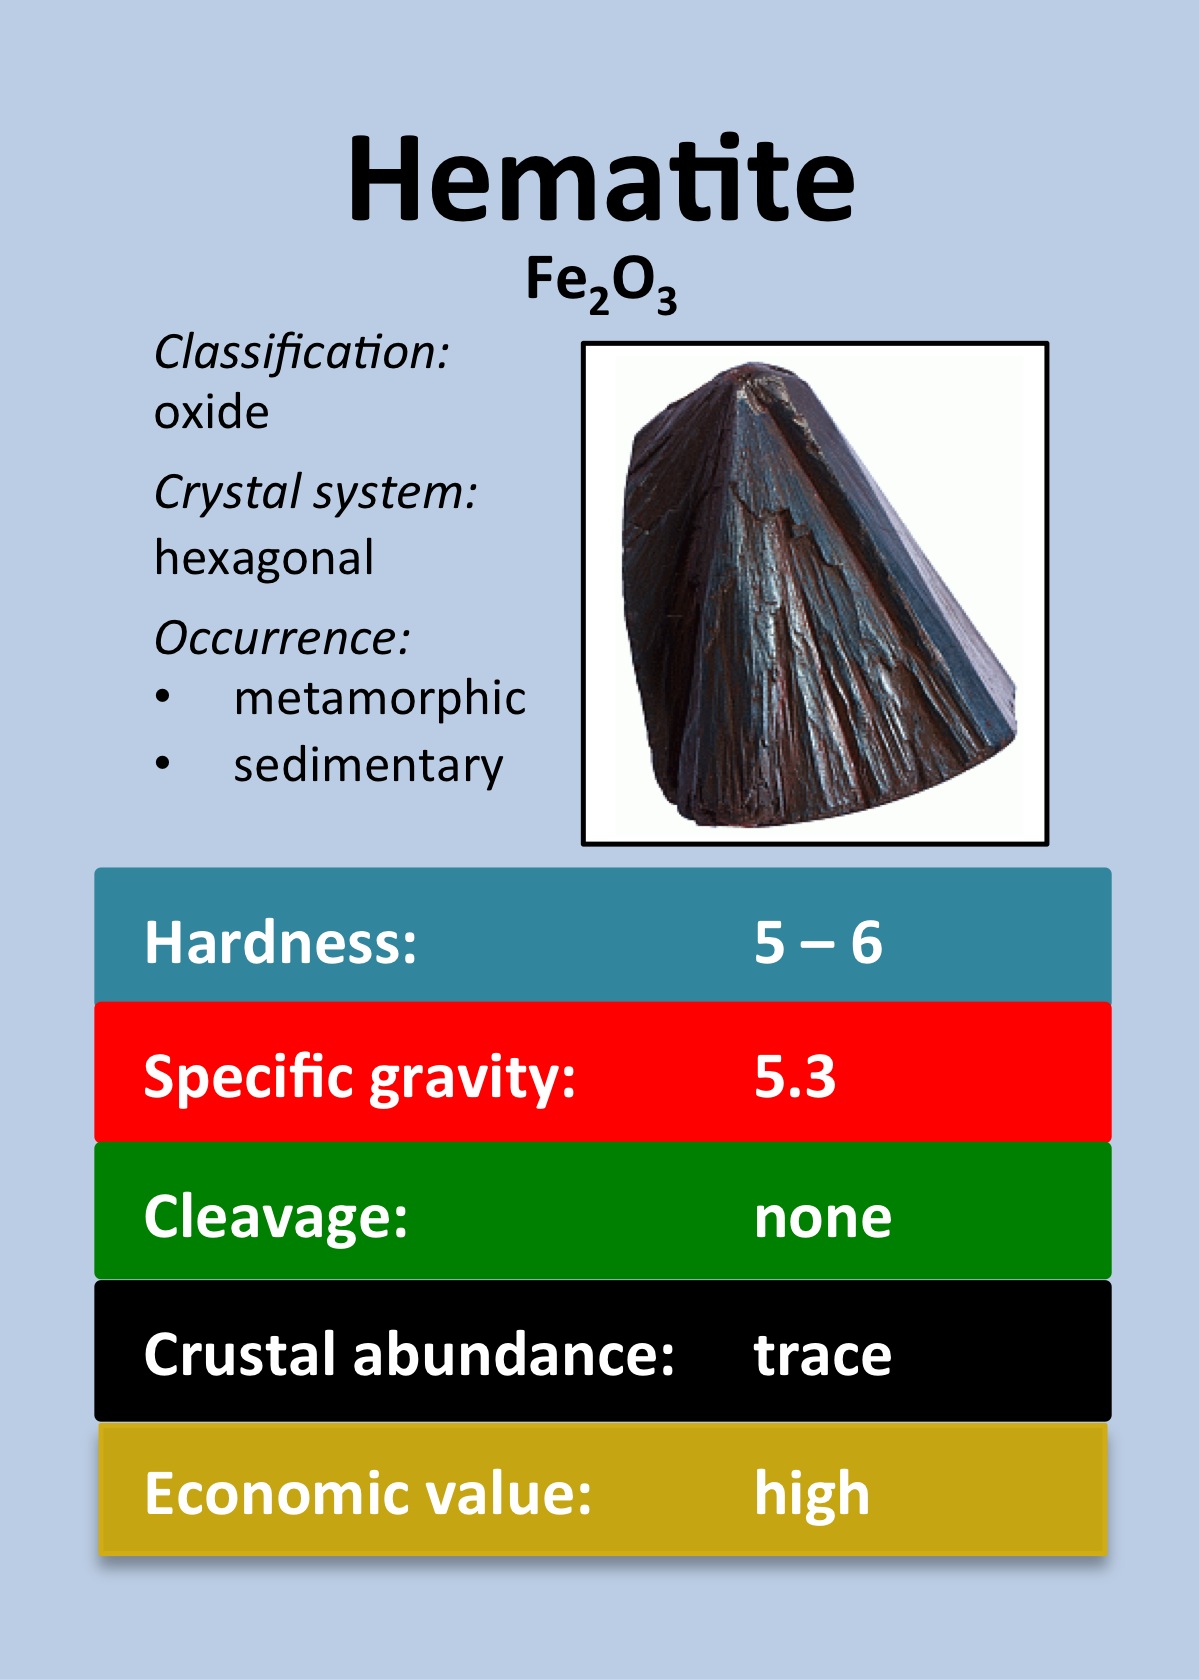 Hematite
Fe₂O₃
Classification:
oxide
Crystal system:
hexagonal
Occurrence:
• metamorphic
• sedimentary
Hardness: 5 – 6
Specific gravity: 5.3
Cleavage: none
Crustal abundance: trace
Economic value: high